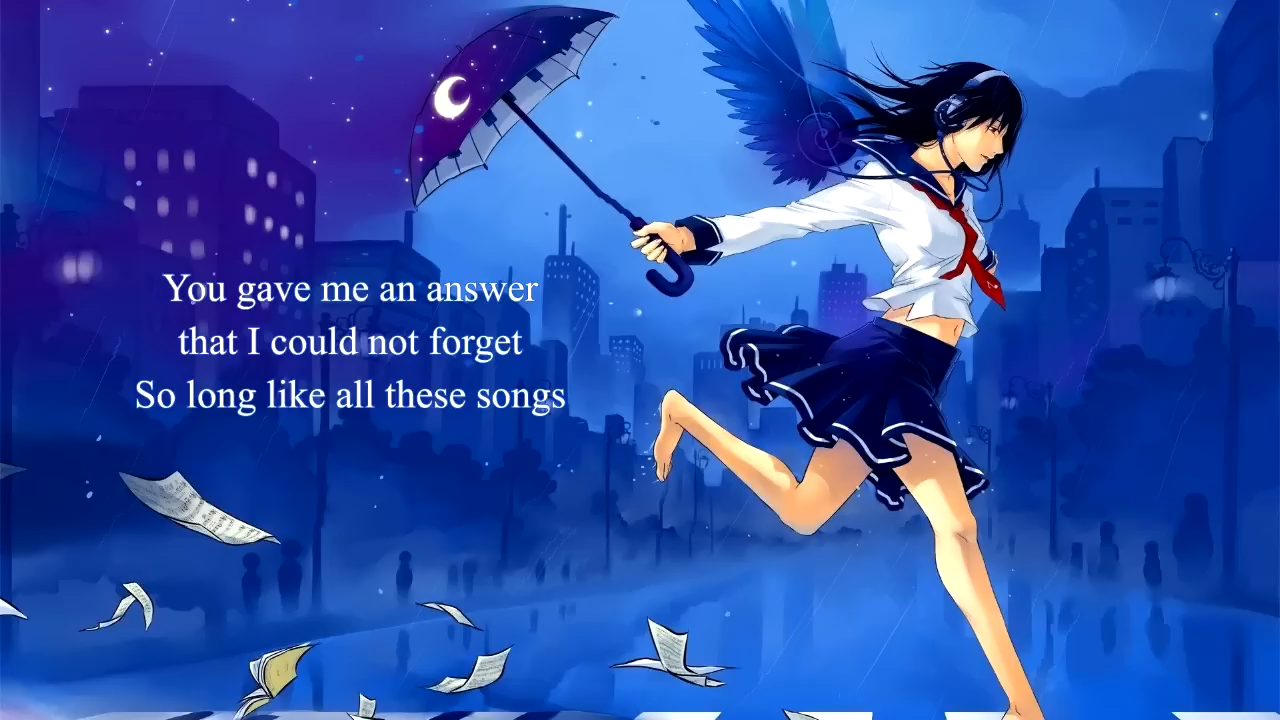 You gave me an answer
that I could not forget
So long like all these songs